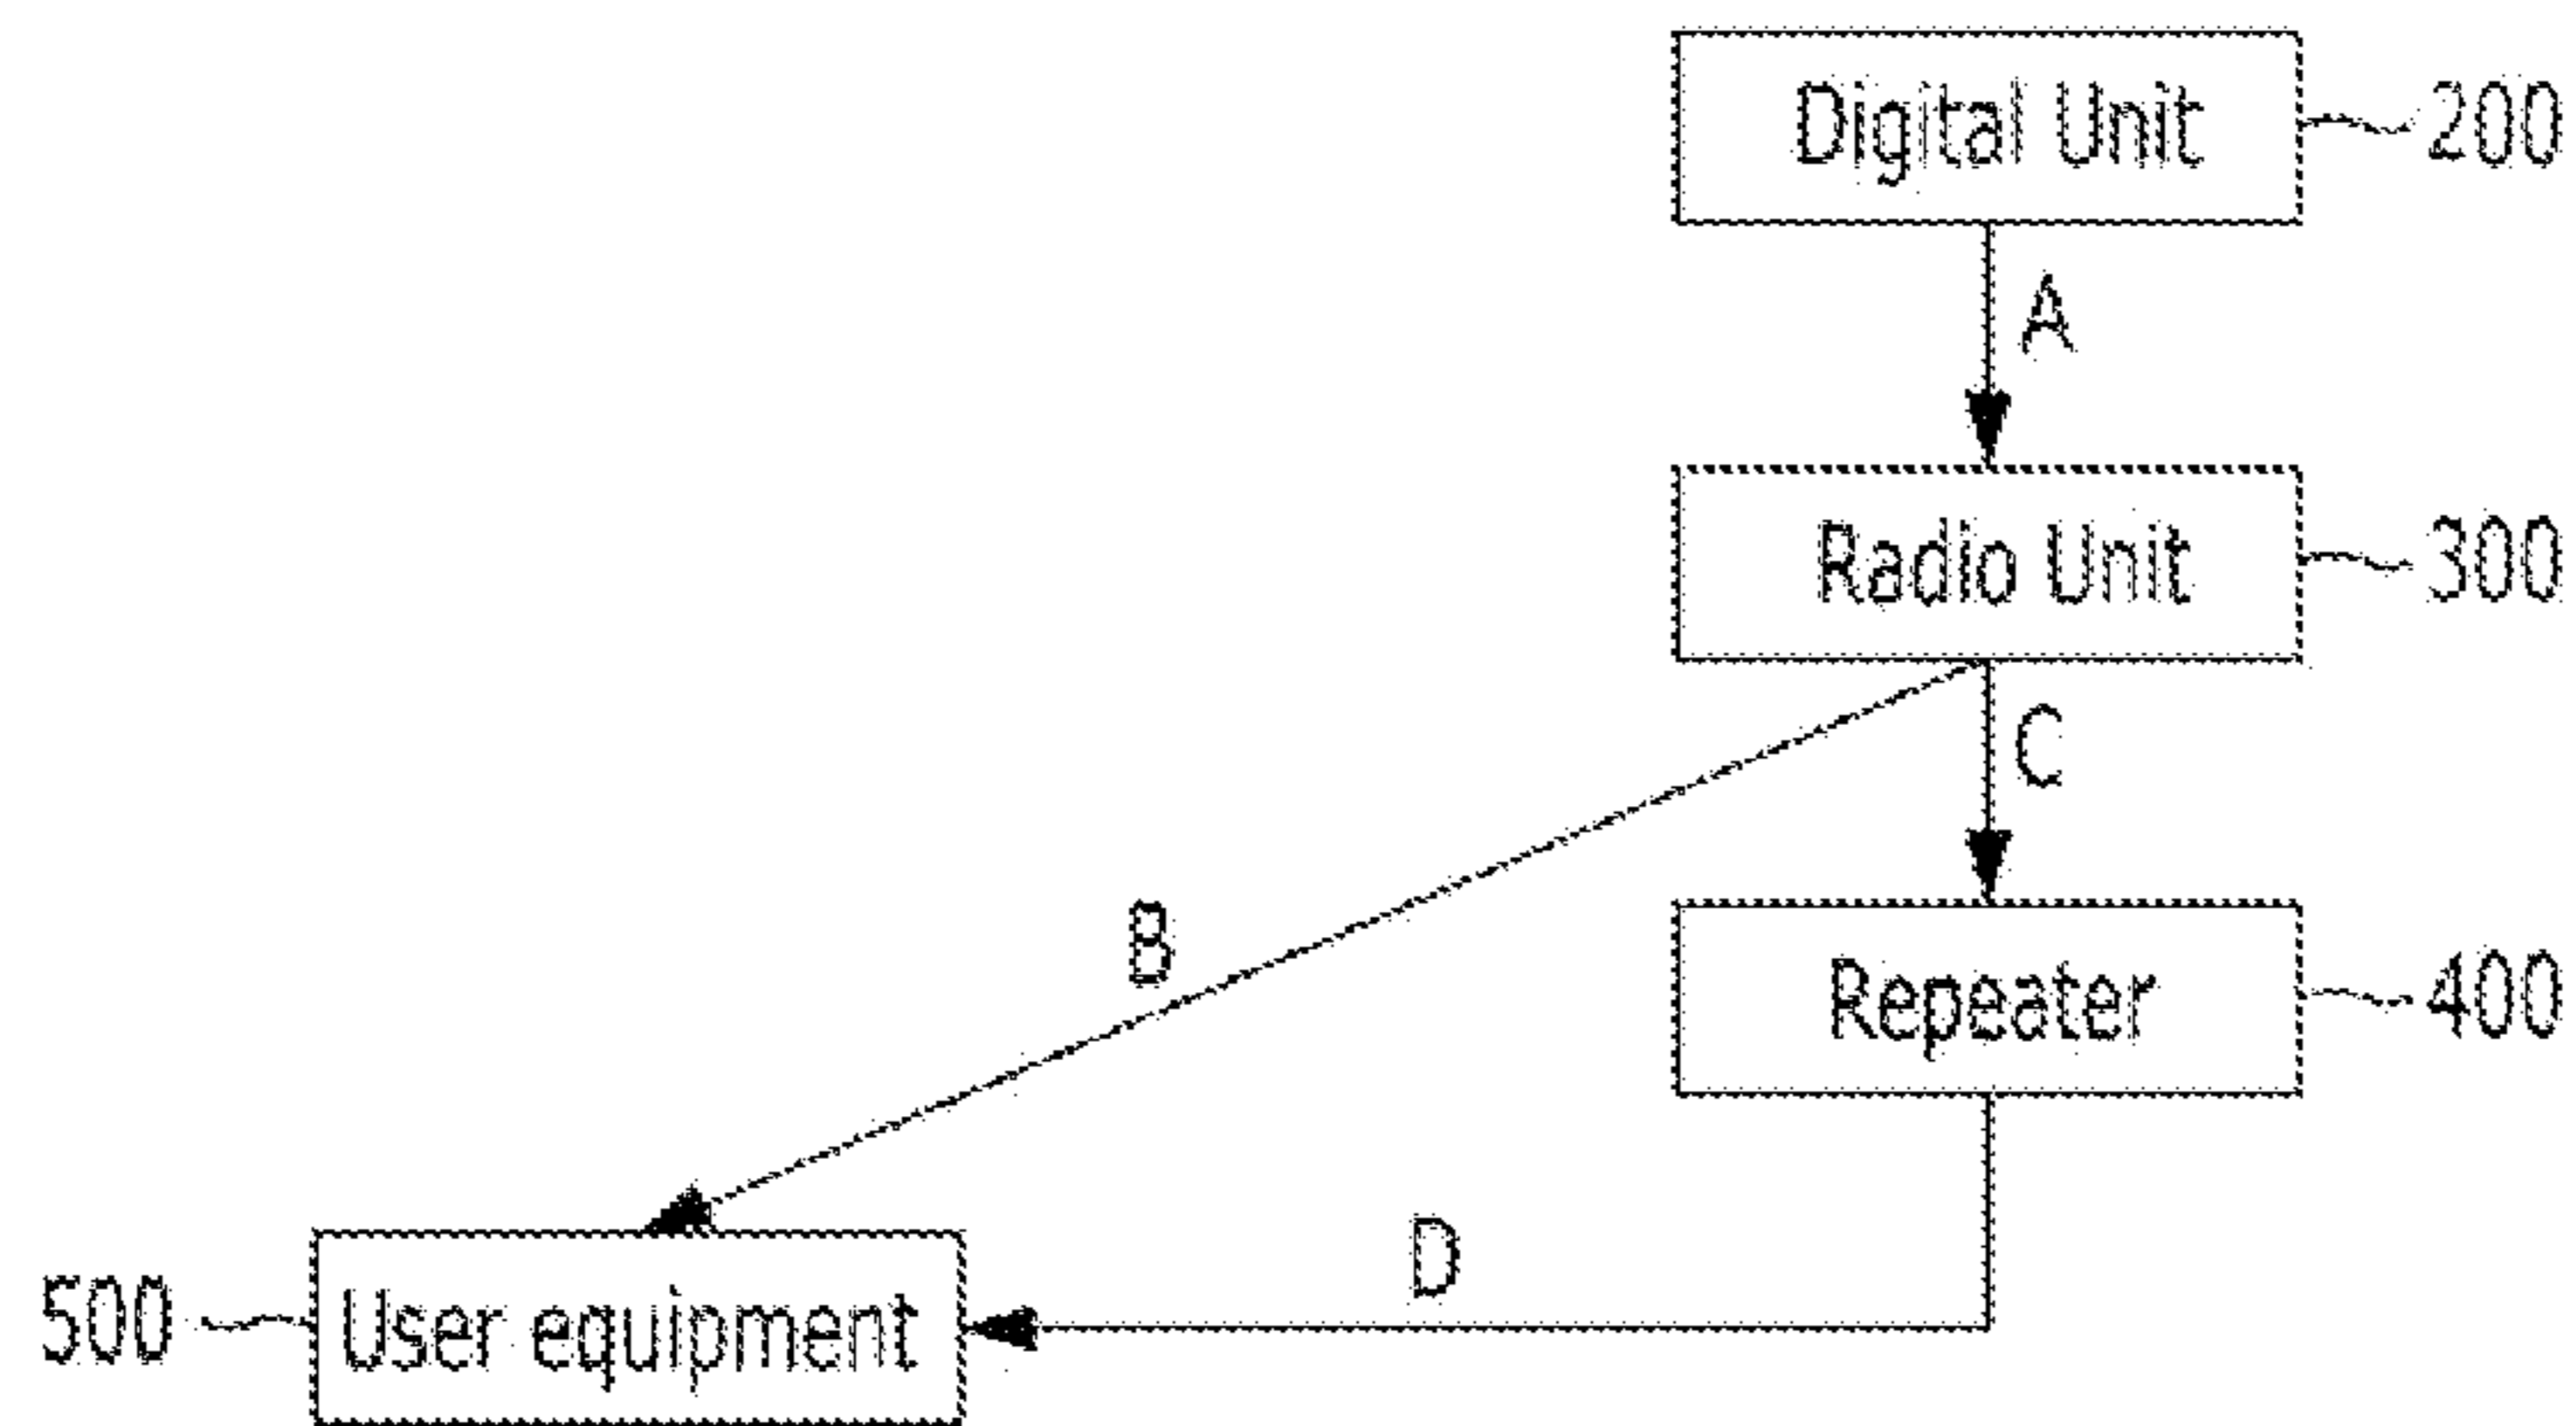 Digital Unit 200
A
Radio Unit 300
C
B
Repeater 400
D
500 User equipment